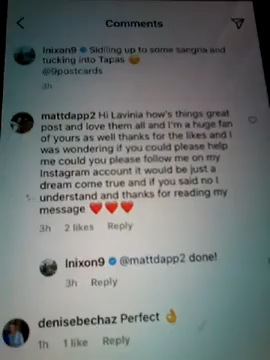 Comments
lnixon9 Sidling up to some sangria and
tucking into Tapas 😋
@9postcards
3h
mattdapp2 Hi Lavinia how's things great
post and love them all and I'm a huge fan
of yours as well thanks for the likes and I
was wondering if you could please help
me could you please follow me on my
Instagram account it would be just a
dream come true and if you said no I
understand and thanks for reading my
message ❤️❤️❤️
3h 2 likes Reply
lnixon9 @mattdapp2 done!
3h Reply
denisebechaz Perfect 👌
1h 1 like Reply